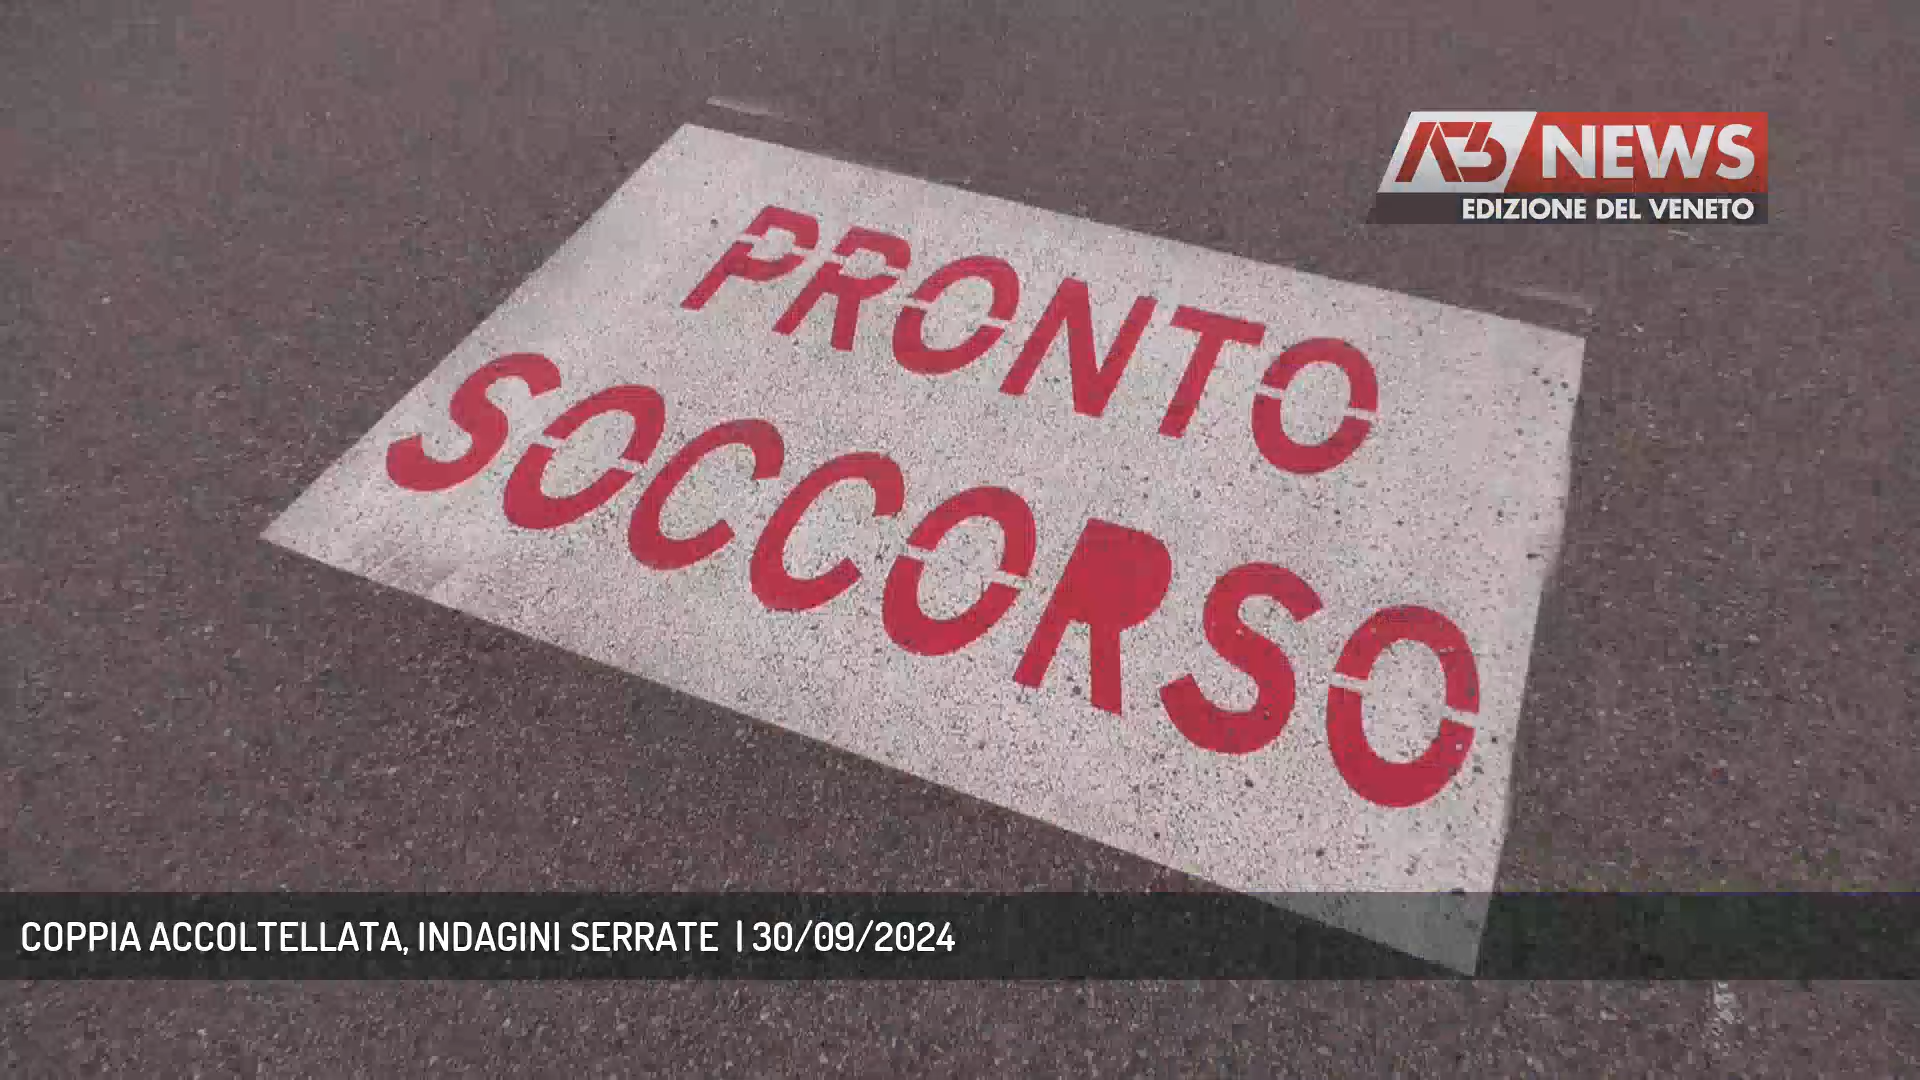 A3 NEWS
EDIZIONE DEL VENETO
PRONTO
SOCCORSO
COPPIA ACCOLTELLATA, INDAGINI SERRATE | 30/09/2024